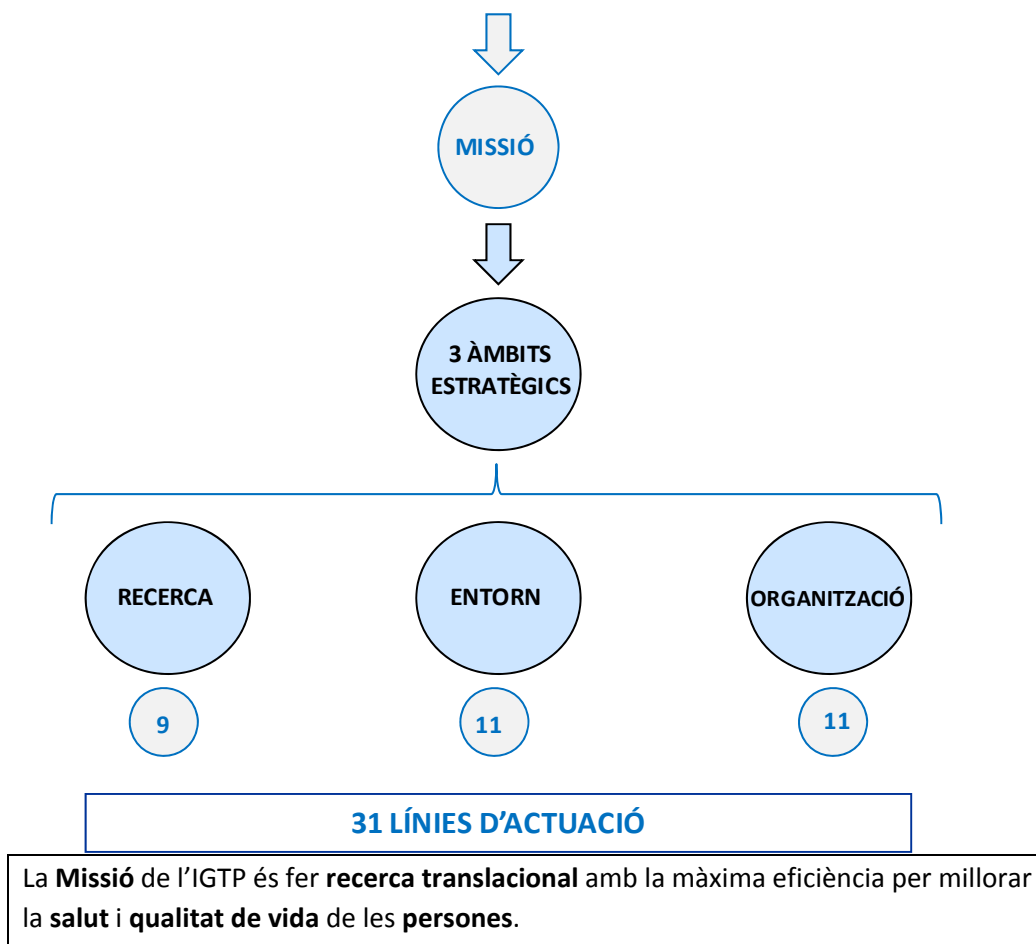 MISSIÓ
3 ÀMBITS
ESTRATÈGICS
RECERCA
ENTORN
ORGANITZACIÓ
9
11
11
31 LÍNIES D’ACTUACIÓ
La Missió de l’IGTP és fer recerca translacional amb la màxima eficiència per millorar
la salut i qualitat de vida de les persones.